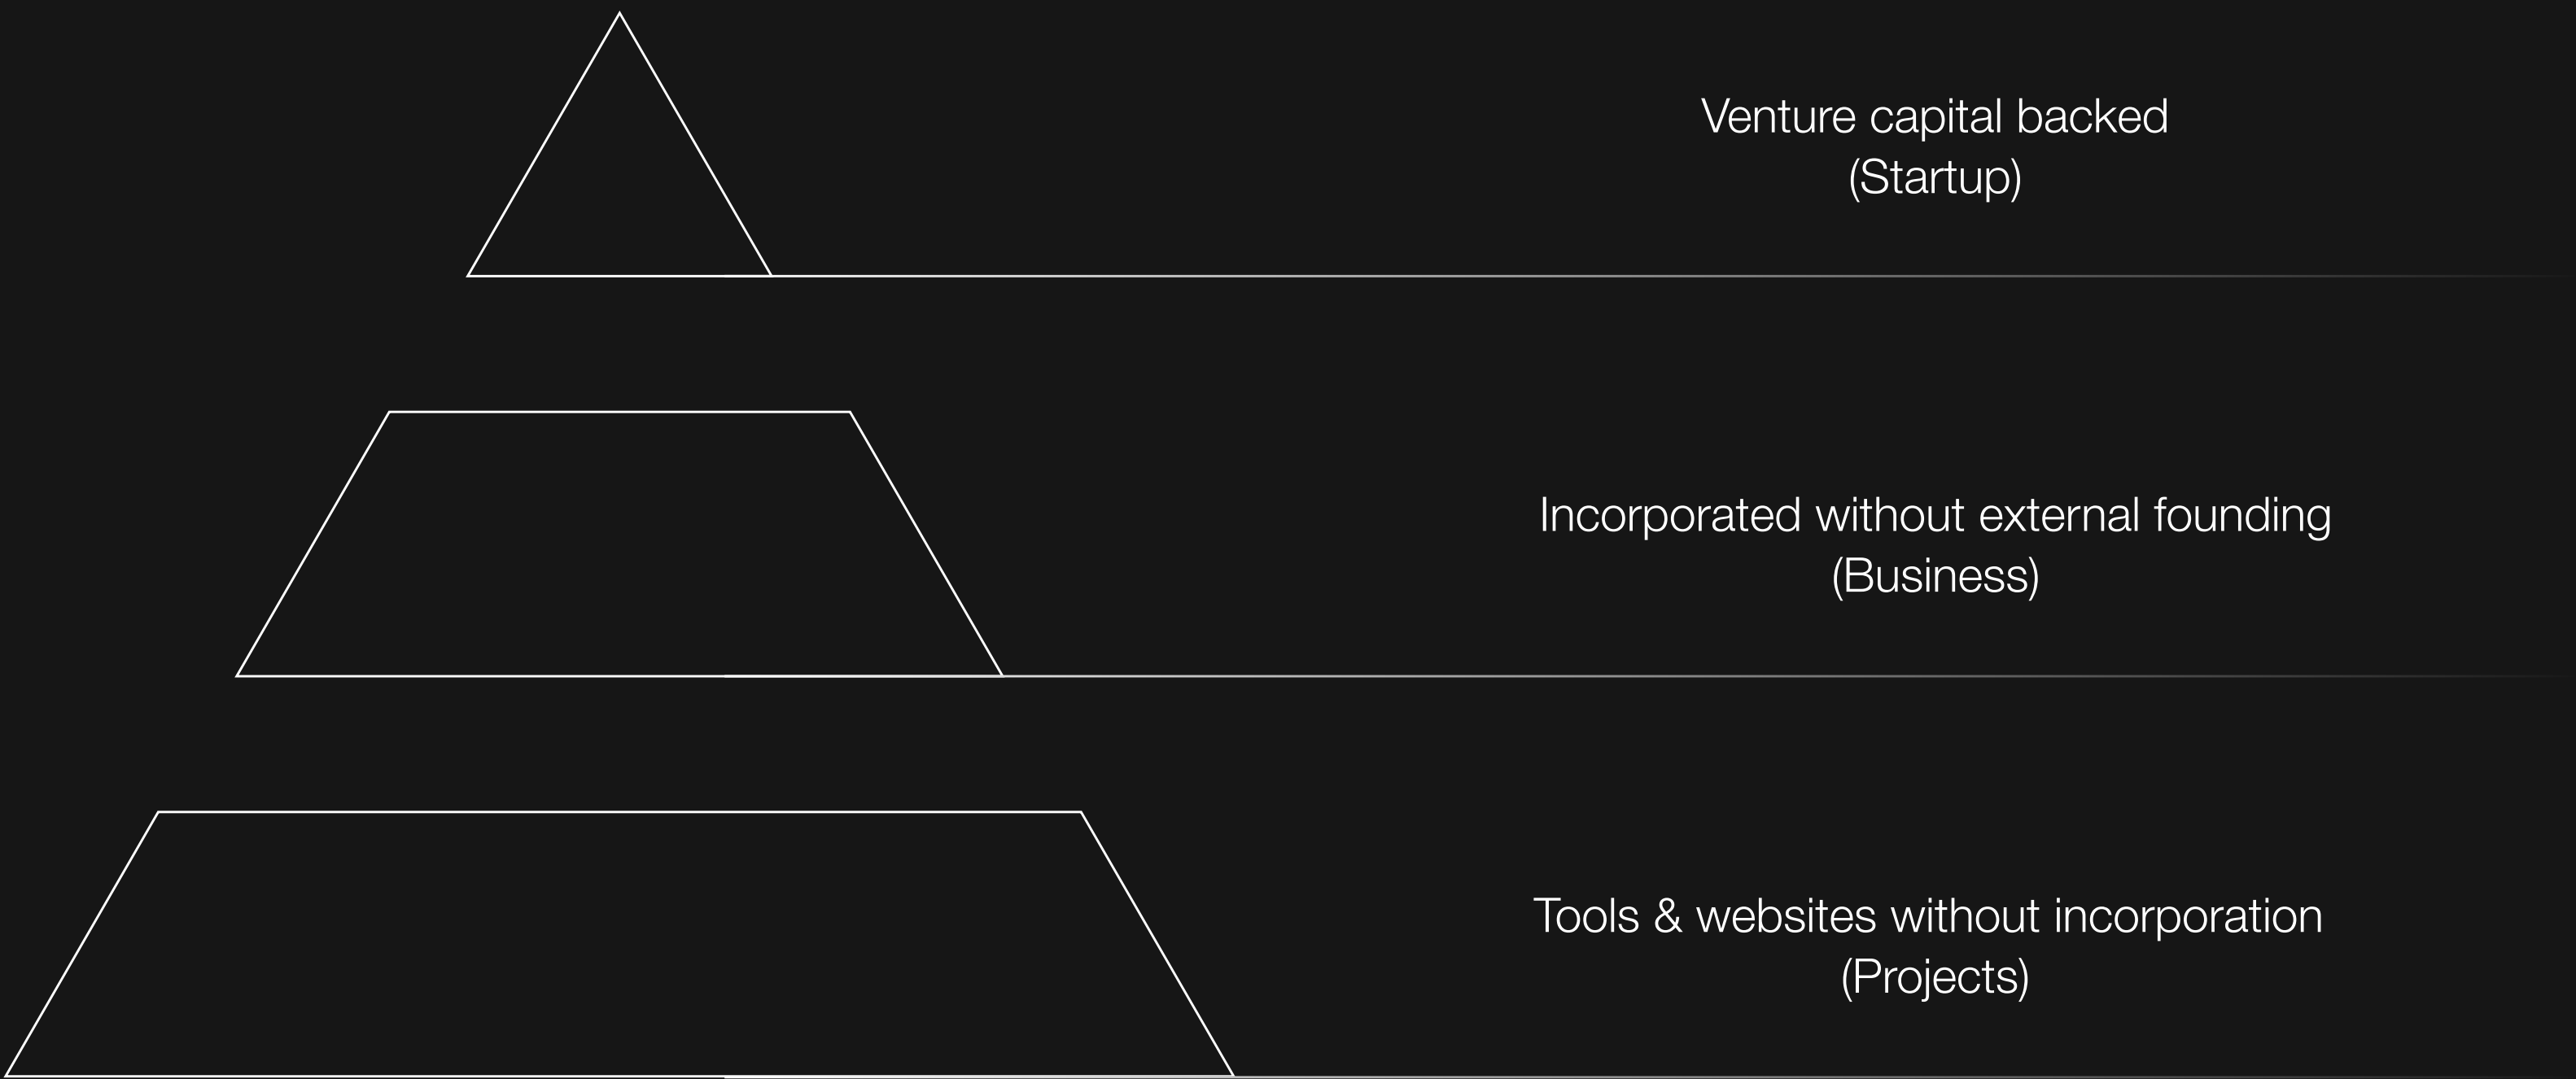 Venture capital backed
(Startup)
Incorporated without external founding
(Business)
Tools & websites without incorporation
(Projects)